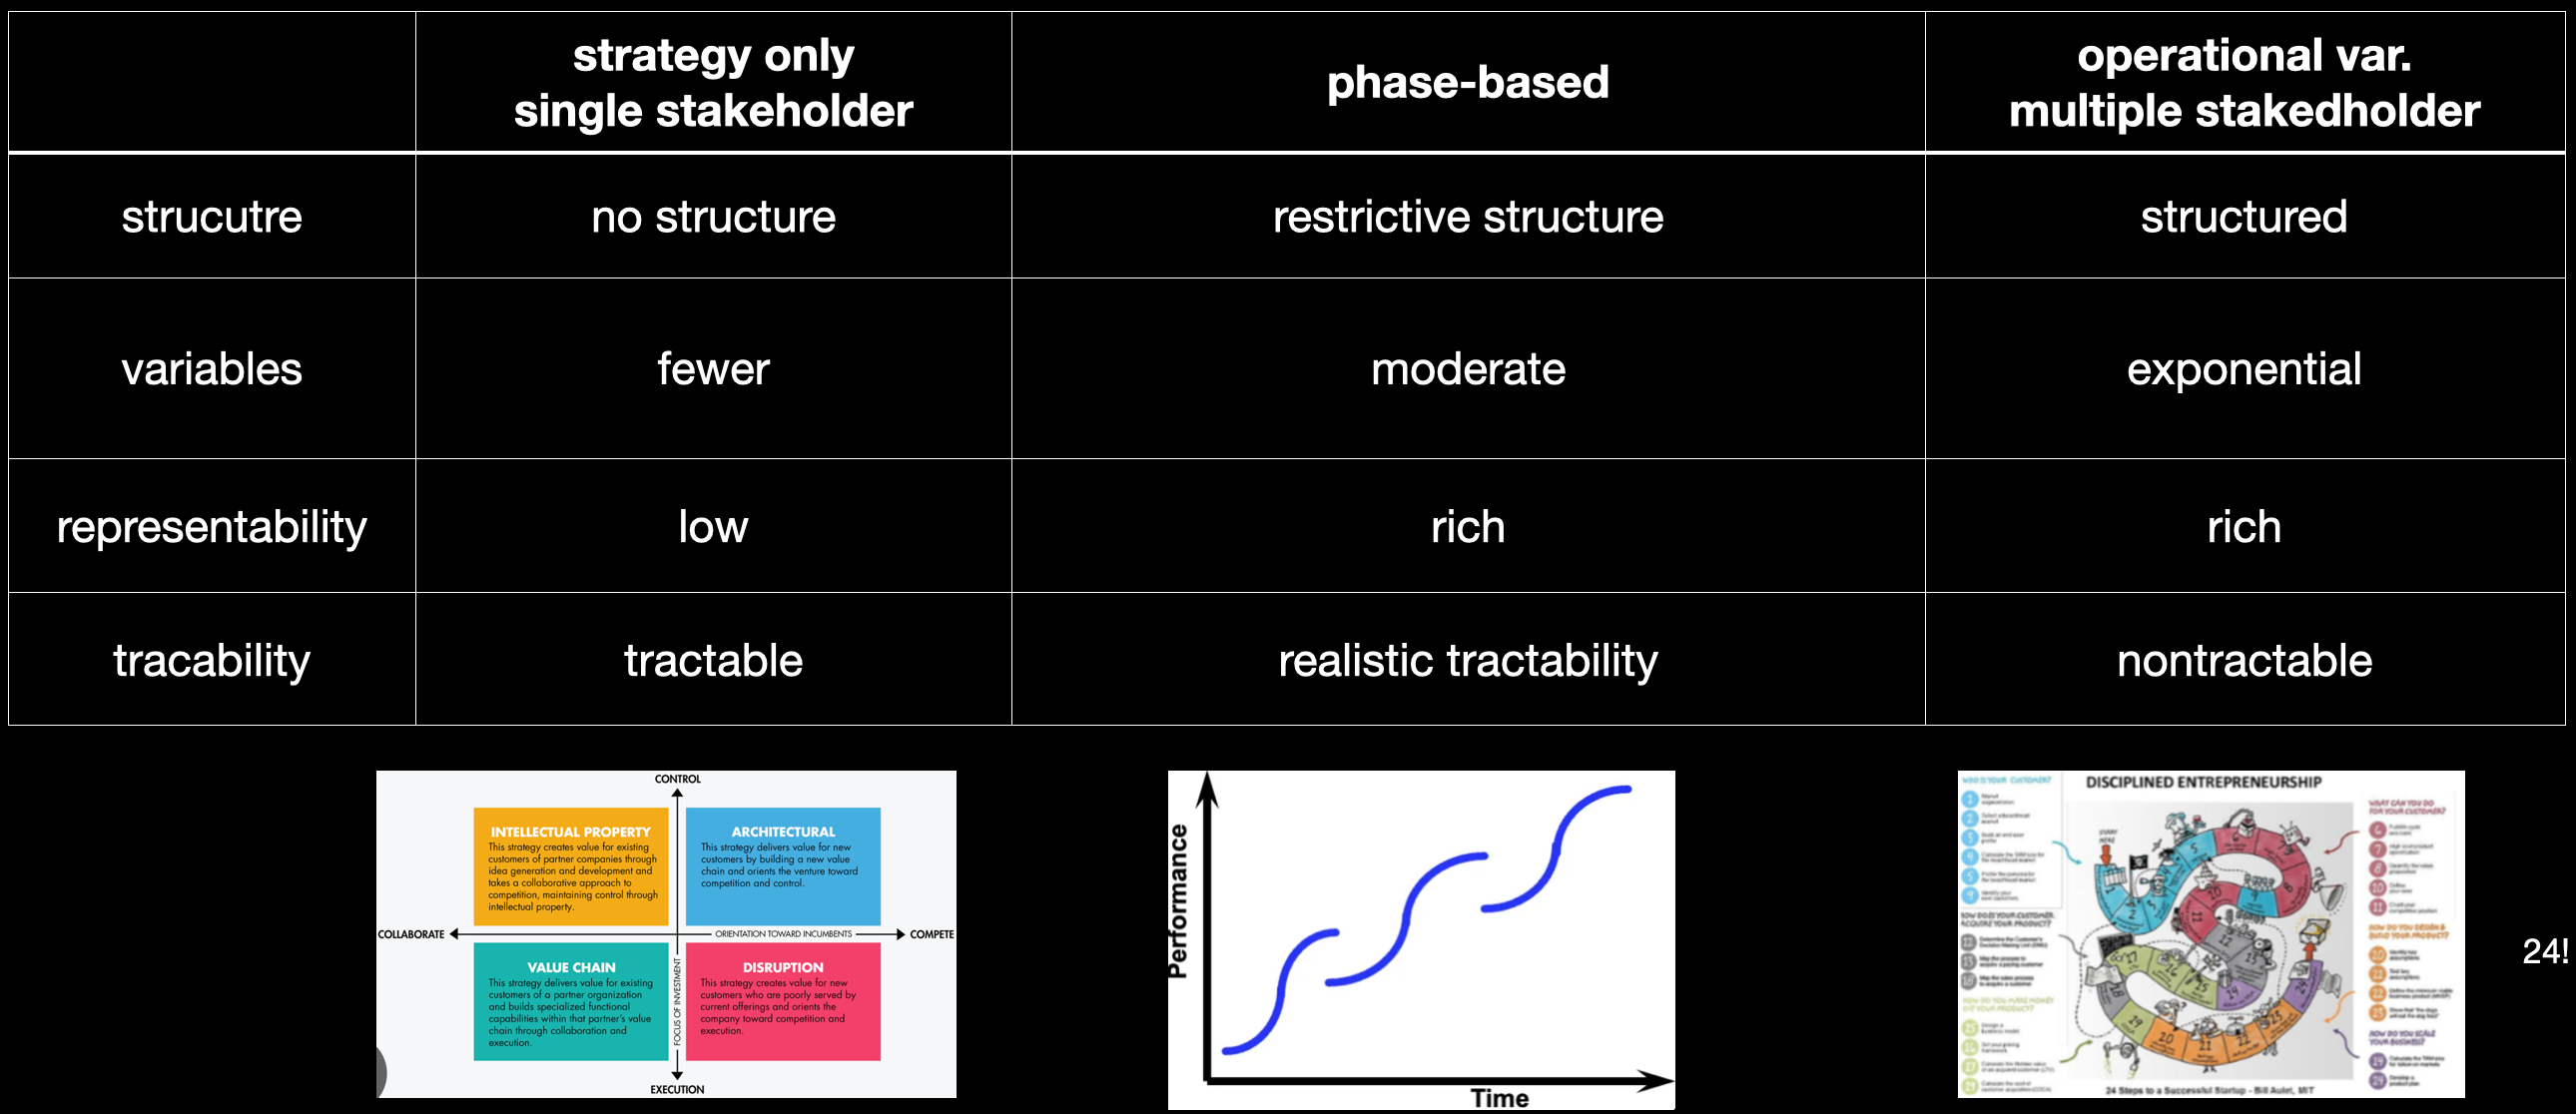 strategy only
single stakeholder
phase-based
operational var.
multiple stakedholder
strucutre
no structure
restrictive structure
structured
variables
fewer
moderate
exponential
representability
low
rich
rich
tracability
tractable
realistic tractability
nontractable
CONTROL
INTELLECTUAL PROPERTY
This strategy creates value for existing
customers of partner companies through
idea generation and development and
takes a collaborative approach to
competition, maintaining control through
intellectual property.
ARCHITECTURAL
This strategy delivers value for new
customers by building a new value
chain and orients the venture toward
competition and control.
COLLABORATE
ORIENTATION TOWARD INCUMBENTS
COMPETE
VALUE CHAIN
This strategy delivers value for existing
customers of a partner organization
and builds specialized functional
capabilities within that partner's value
chain through collaboration and
execution.
FOCUS OF INVESTMENT
DISRUPTION
This strategy creates value for new
customers who are poorly served by
current offerings and orients the
company toward competition and
execution.
EXECUTION
Performance
Time
DISCIPLINED ENTREPRENEURSHIP
WHO IS YOUR CUSTOMER?
WHAT CAN YOU DO
FOR YOUR CUSTOMER?
START
HERE
HOW DOES YOUR CUSTOMER
ACQUIRE YOUR PRODUCT?
HOW DO YOU DESIGN &
BUILD YOUR PRODUCT?
HOW DO YOU MAKE MONEY
OFF YOUR PRODUCT?
HOW DO YOU SCALE
YOUR BUSINESS?
24 Steps to a Successful Startup - Bill Aulet, MIT
24!